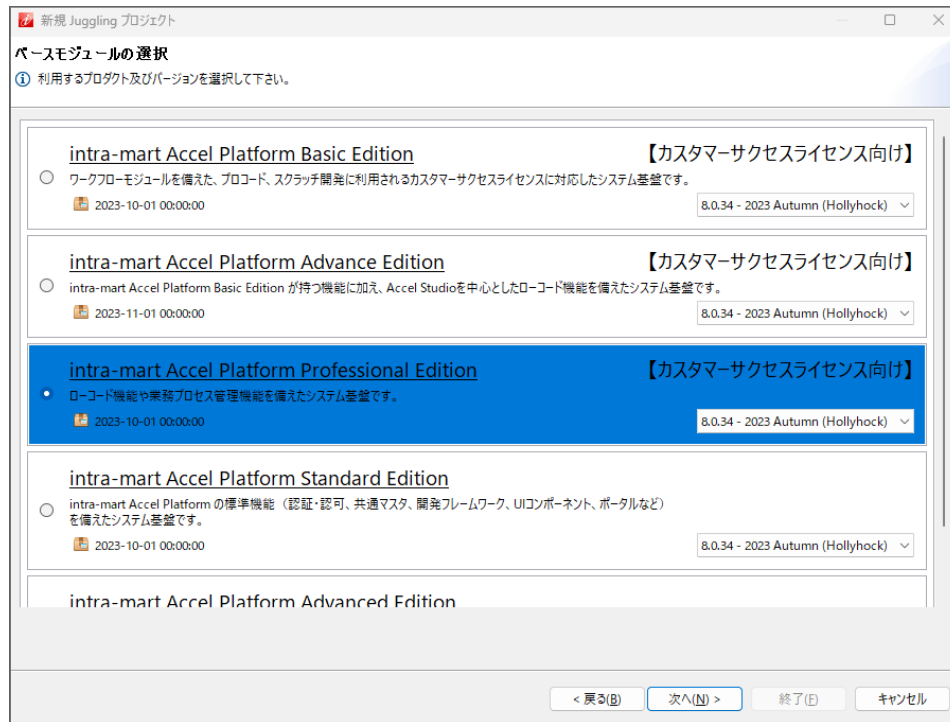 新規 Juggling プロジェクト
ベースモジュールの選択
利用するプロダクト及びバージョンを選択して下さい。
intra-mart Accel Platform Basic Edition 【カスタマーサクセスライセンス向け】
ワークフローモジュールを備えた、プロコード、スクラッチ開発に利用されるカスタマーサクセスライセンスに対応したシステム基盤です。
2023-10-01 00:00:00 8.0.34 - 2023 Autumn (Hollyhock)
intra-mart Accel Platform Advance Edition 【カスタマーサクセスライセンス向け】
intra-mart Accel Platform Basic Edition が持つ機能に加え、Accel Studioを中心としたローコード機能を備えたシステム基盤です。
2023-11-01 00:00:00 8.0.34 - 2023 Autumn (Hollyhock)
intra-mart Accel Platform Professional Edition 【カスタマーサクセスライセンス向け】
ローコード機能や業務プロセス管理機能を備えたシステム基盤です。
2023-10-01 00:00:00 8.0.34 - 2023 Autumn (Hollyhock)
intra-mart Accel Platform Standard Edition
intra-mart Accel Platform の標準機能（認証・認可、共通マスタ、開発フレームワーク、UIコンポーネント、ポータルなど）
を備えたシステム基盤です。
2023-10-01 00:00:00 8.0.34 - 2023 Autumn (Hollyhock)
intra-mart Accel Platform Advanced Edition
< 戻る(B) 次へ(N) > 終了(F) キャンセル